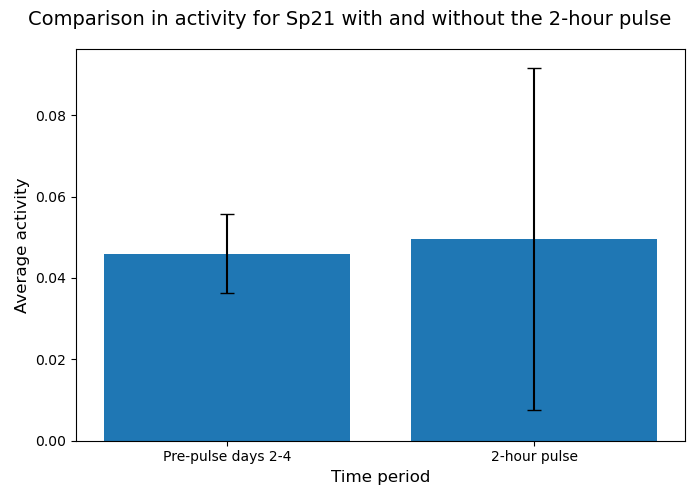 Comparison in activity for Sp21 with and without the 2-hour pulse
Average activity
0.08
0.06
0.04
0.02
0.00
Pre-pulse days 2-4
2-hour pulse
Time period